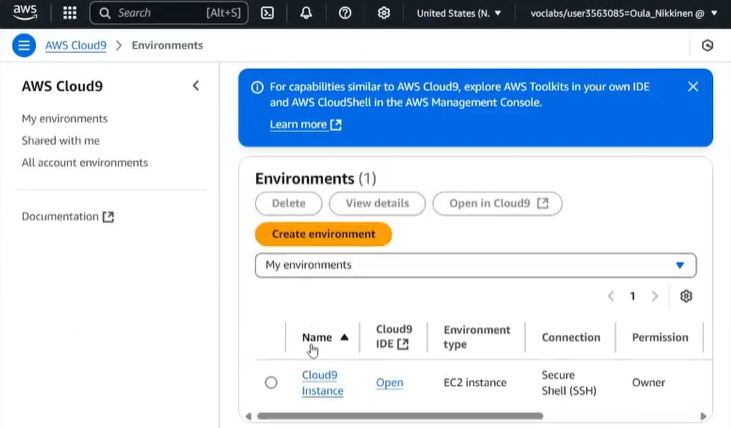 aws
Search [Alt+S]
United States (N. ▼
voclabs/user3563085=Oula_Nikkinen @ ▼
AWS Cloud9 > Environments
AWS Cloud9
My environments
Shared with me
All account environments
Documentation
For capabilities similar to AWS Cloud9, explore AWS Toolkits in your own IDE
and AWS CloudShell in the AWS Management Console.
Learn more
Environments (1)
Delete
View details
Open in Cloud9
Create environment
My environments
1
Name
Cloud9
IDE
Environment
type
Connection
Permission
Cloud9
Instance
Open
EC2 instance
Secure
Shell (SSH)
Owner